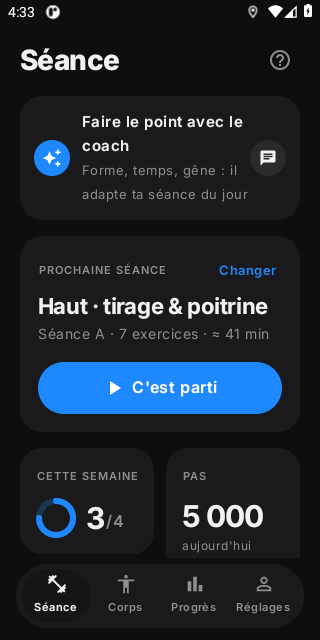 4:33
Séance
Faire le point avec le
coach
Forme, temps, gêne : il
adapte ta séance du jour
PROCHAINE SÉANCE
Changer
Haut · tirage & poitrine
Séance A · 7 exercices · ≈ 41 min
C'est parti
CETTE SEMAINE
3/4
PAS
5 000
aujourd'hui
Séance
Corps
Progrès
Réglages